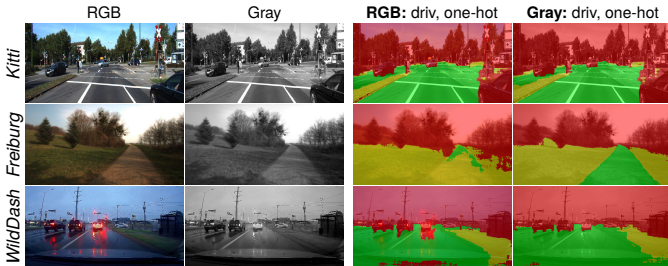 RGB
Gray
RGB: driv, one-hot
Gray: driv, one-hot
Kitti
Freiburg
WildDash